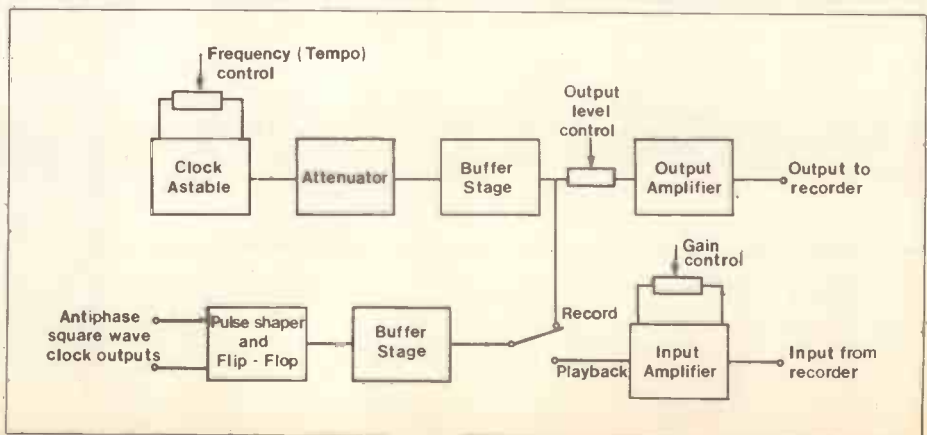 Frequency (Tempo)
control
Output
level
control
Clock
Astable
Attenuator
Buffer
Stage
Output
Amplifier
Output to
recorder
Gain
control
Antiphase
square wave
clock outputs
Pulse shaper
and
Flip - Flop
Buffer
Stage
Record
Playback
Input
Amplifier
Input from
recorder